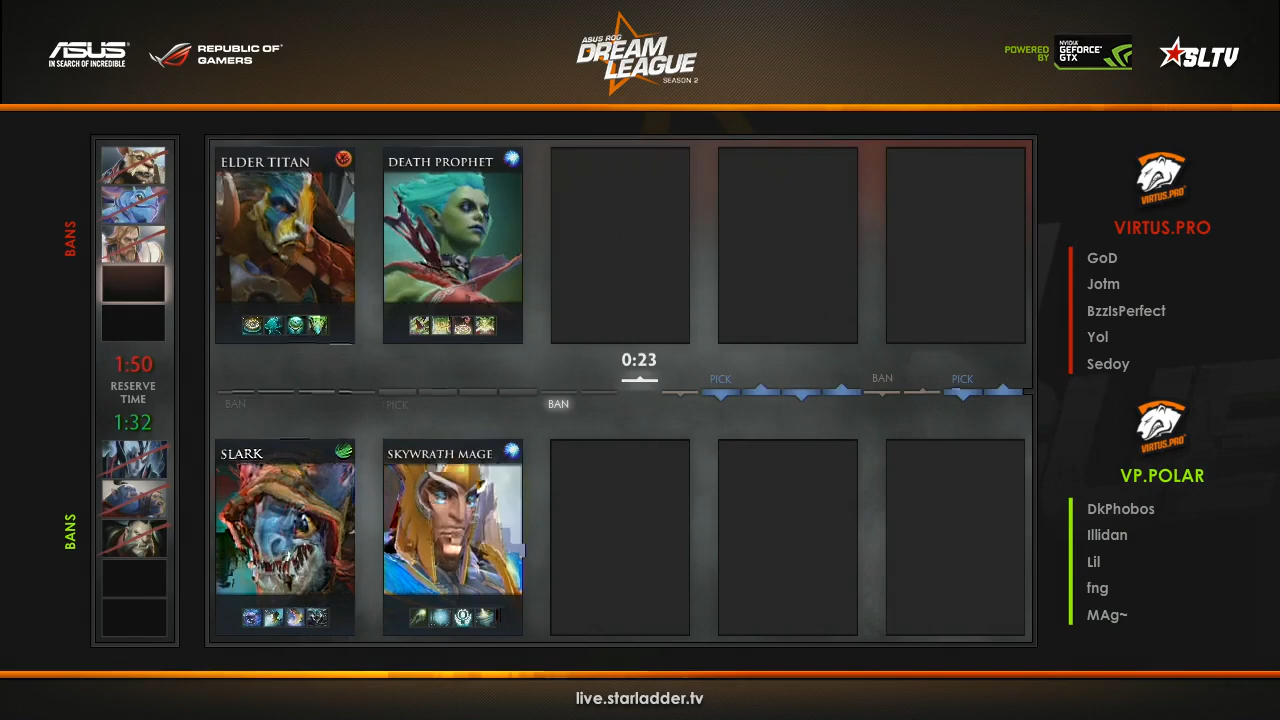 ASUS
IN SEARCH OF INCREDIBLE
REPUBLIC OF
GAMERS
ASUS ROG
DREAM
LEAGUE
SEASON 2
POWERED
BY
NVIDIA
GEFORCE
GTX
SLTV
BANS
1:50
RESERVE
TIME
1:32
BANS
ELDER TITAN
DEATH PROPHET
0:23
BAN
PICK
BAN
PICK
BAN
PICK
SLARK
SKYWRATH MAGE
VIRTUS.PRO
VIRTUS.PRO
GoD
Jotm
BzzIsPerfect
Yol
Sedoy
VIRTUS.PRO
VP.POLAR
DkPhobos
Illidan
Lil
fng
MAg~
live.starladder.tv